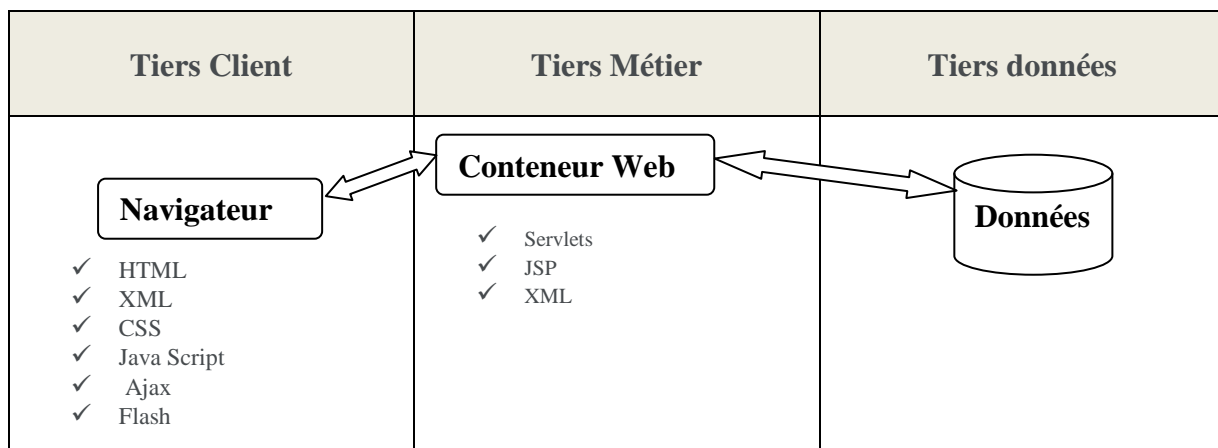 Tiers Client
Tiers Métier
Tiers données
Navigateur
HTML
XML
CSS
Java Script
Ajax
Flash
Conteneur Web
Servlets
JSP
XML
Données